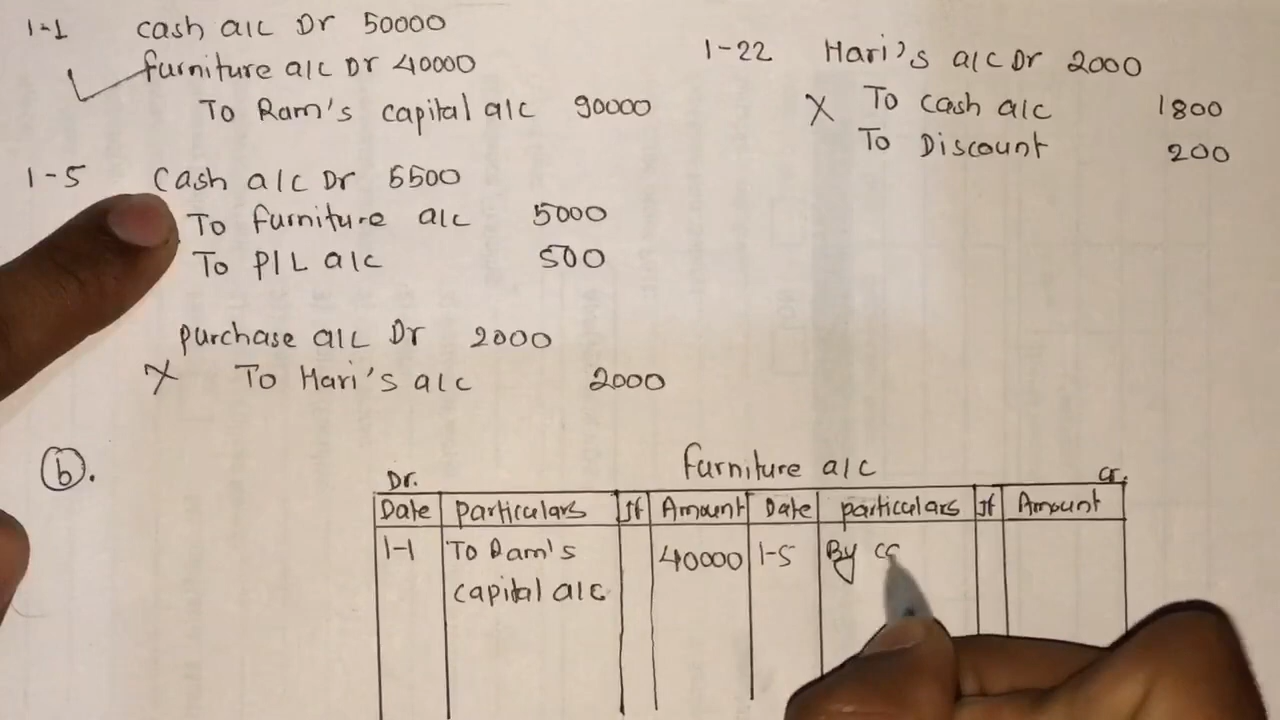 1-1 cash a/c Dr 50000
furniture a/c Dr 40000
To Ram's capital a/c 90000
1-5 Cash a/c Dr 5500
To furniture a/c 5000
To P/L a/c 500
purchase a/c Dr 2000
X To Hari's a/c 2000
1-22 Hari's a/c Dr 2000
X To cash a/c 1800
To Discount 200
(b).
furniture a/c
Dr. Cr.
Date particulars Jf Amount Date particulars Jf Amount
1-1 To Ram's 40000 1-5 By ca
capital a/c